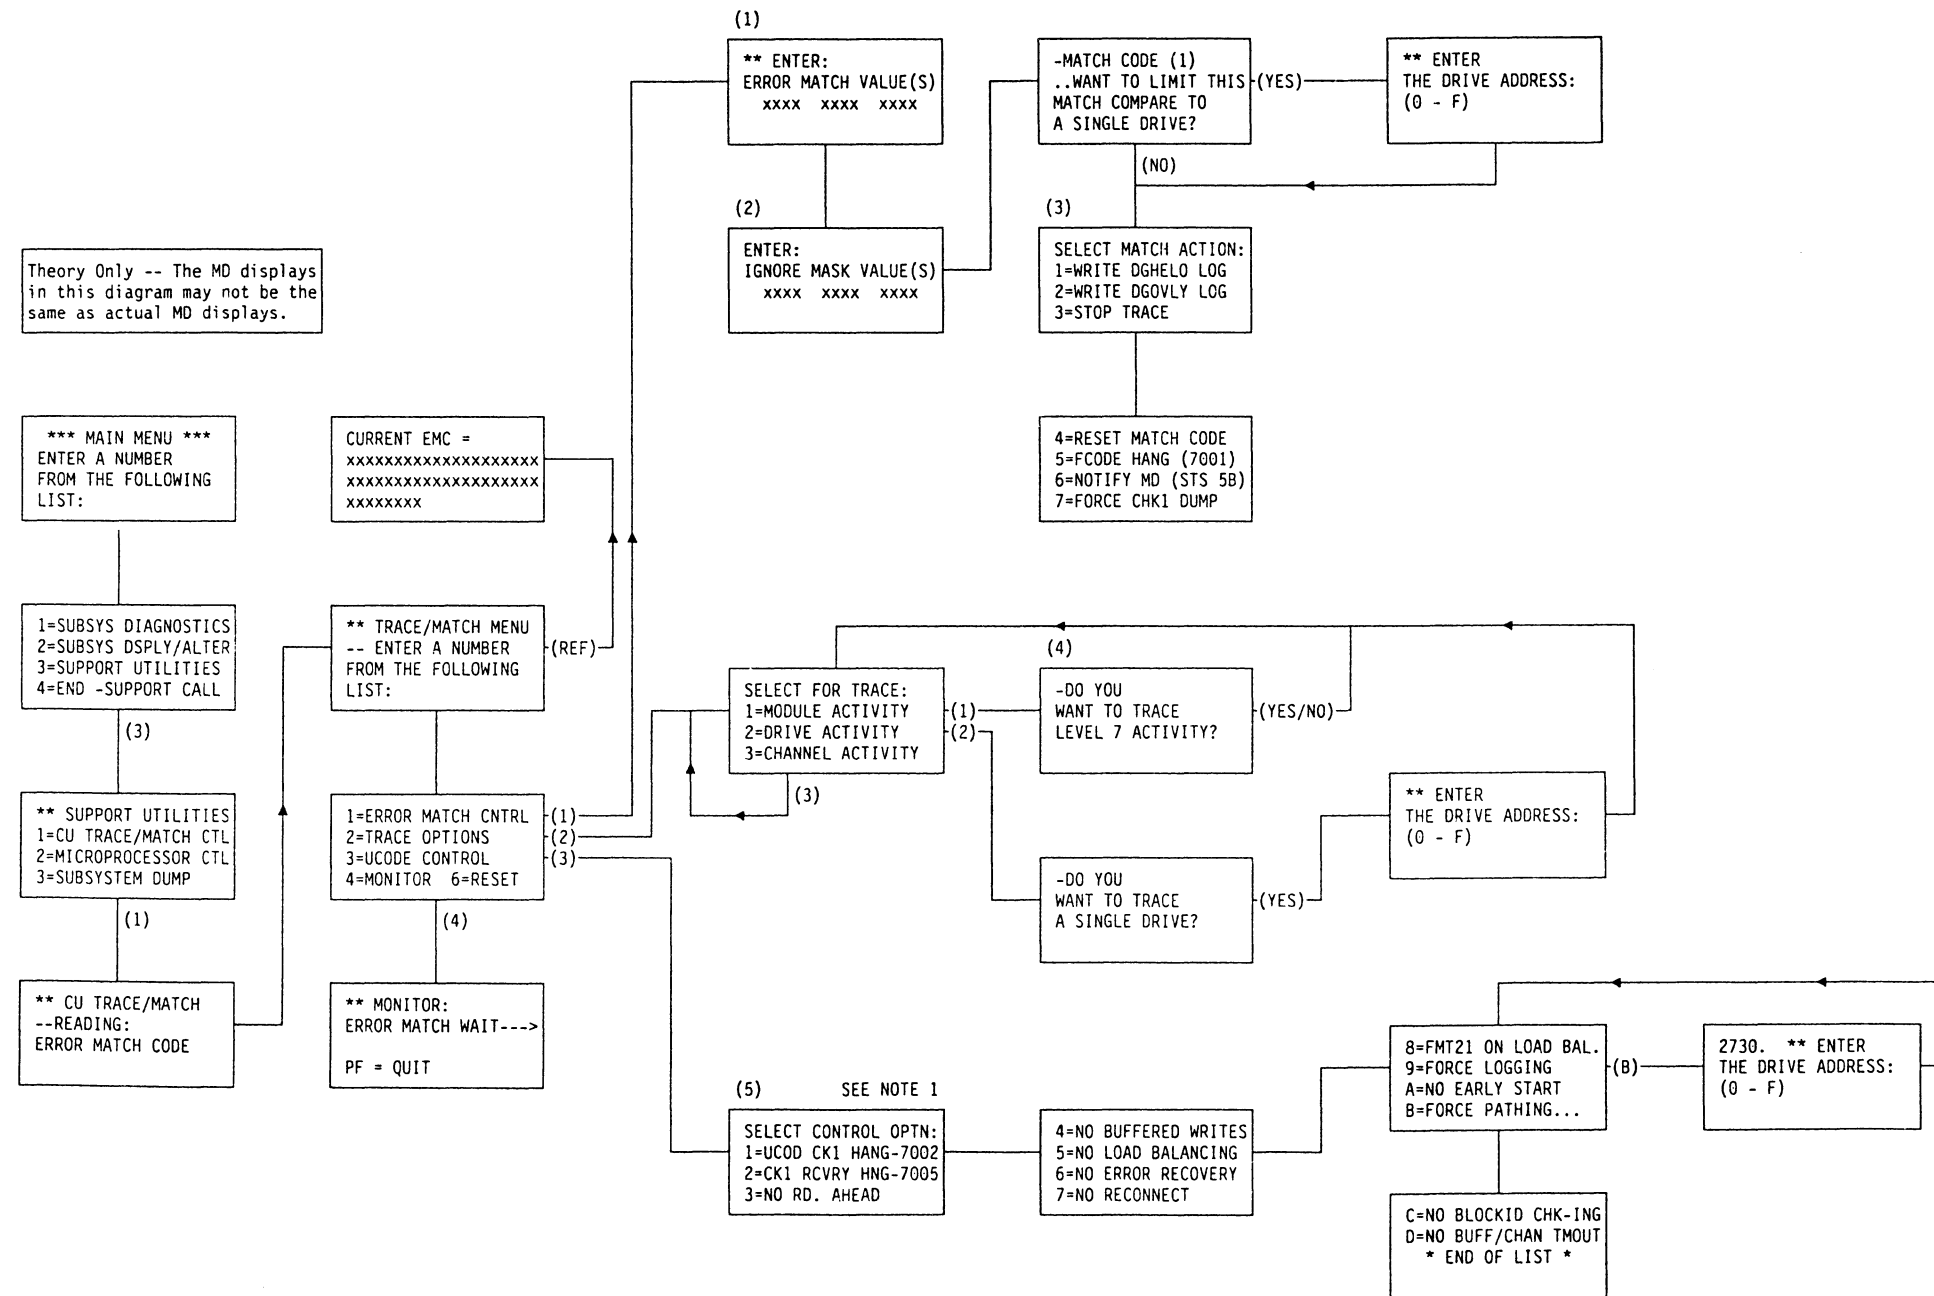 (1)
** ENTER:
ERROR MATCH VALUE(S)
xxxx xxxx xxxx
-MATCH CODE (1)
..WANT TO LIMIT THIS
MATCH COMPARE TO
A SINGLE DRIVE?
(YES)
** ENTER
THE DRIVE ADDRESS:
(0 - F)
(NO)
(2)
ENTER:
IGNORE MASK VALUE(S)
xxxx xxxx xxxx
(3)
SELECT MATCH ACTION:
1=WRITE DGHELO LOG
2=WRITE DGOVLY LOG
3=STOP TRACE
4=RESET MATCH CODE
5=FCODE HANG (7001)
6=NOTIFY MD (STS 5B)
7=FORCE CHK1 DUMP
Theory Only -- The MD displays
in this diagram may not be the
same as actual MD displays.
*** MAIN MENU ***
ENTER A NUMBER
FROM THE FOLLOWING
LIST:
1=SUBSYS DIAGNOSTICS
2=SUBSYS DSPLY/ALTER
3=SUPPORT UTILITIES
4=END -SUPPORT CALL
(3)
** SUPPORT UTILITIES
1=CU TRACE/MATCH CTL
2=MICROPROCESSOR CTL
3=SUBSYSTEM DUMP
(1)
** CU TRACE/MATCH
--READING:
ERROR MATCH CODE
CURRENT EMC =
xxxxxxxxxxxxxxxxxxxx
xxxxxxxxxxxxxxxxxxxx
xxxxxxxx
** TRACE/MATCH MENU
-- ENTER A NUMBER
FROM THE FOLLOWING
LIST:
(REF)
1=ERROR MATCH CNTRL
2=TRACE OPTIONS
3=UCODE CONTROL
4=MONITOR 6=RESET
(1)
(2)
(3)
(4)
** MONITOR:
ERROR MATCH WAIT--->
PF = QUIT
(4)
SELECT FOR TRACE:
1=MODULE ACTIVITY
2=DRIVE ACTIVITY
3=CHANNEL ACTIVITY
(1)
(2)
(3)
-DO YOU
WANT TO TRACE
LEVEL 7 ACTIVITY?
(YES/NO)
-DO YOU
WANT TO TRACE
A SINGLE DRIVE?
(YES)
** ENTER
THE DRIVE ADDRESS:
(0 - F)
(5) SEE NOTE 1
SELECT CONTROL OPTN:
1=UCOD CK1 HANG-7002
2=CK1 RCVRY HNG-7005
3=NO RD. AHEAD
4=NO BUFFERED WRITES
5=NO LOAD BALANCING
6=NO ERROR RECOVERY
7=NO RECONNECT
8=FMT21 ON LOAD BAL.
9=FORCE LOGGING
A=NO EARLY START
B=FORCE PATHING...
(B)
2730. ** ENTER
THE DRIVE ADDRESS:
(0 - F)
C=NO BLOCKID CHK-ING
D=NO BUFF/CHAN TMOUT
* END OF LIST *